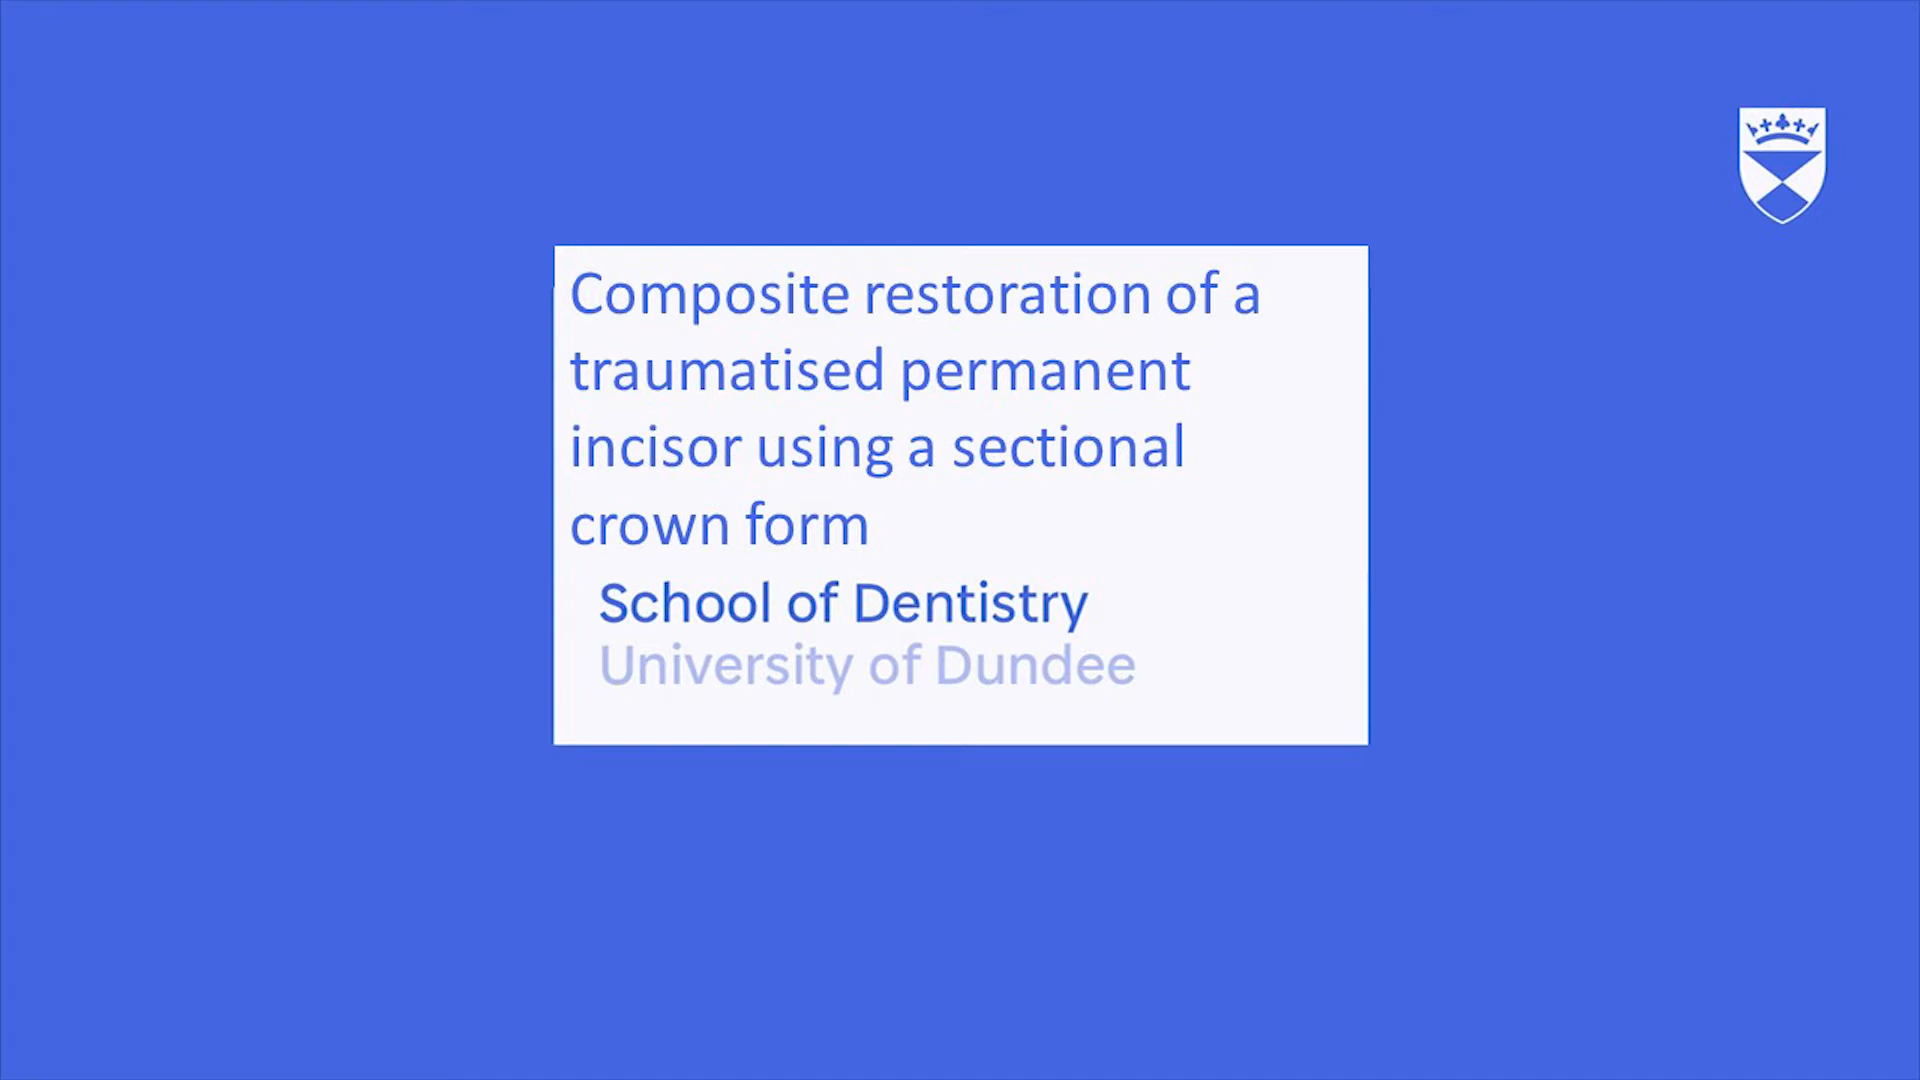 Composite restoration of a
traumatised permanent
incisor using a sectional
crown form
School of Dentistry
University of Dundee